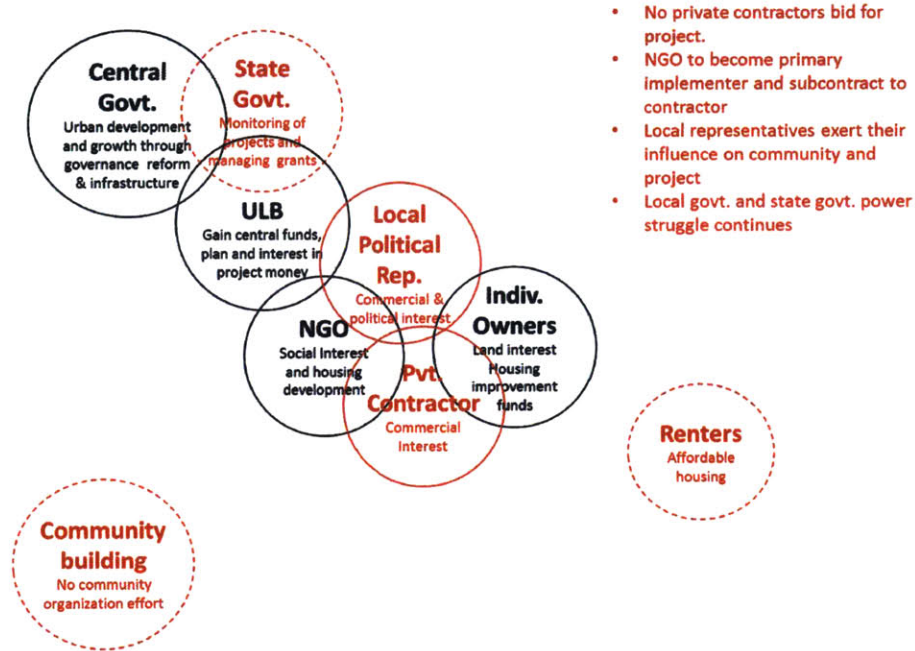 Central
Govt.
Urban development
and growth through
governance reform
& infrastructure
State
Govt.
Monitoring of
projects and
managing grants
ULB
Gain central funds,
plan and interest in
project money
Local
Political
Rep.
Commercial &
political interest
NGO
Social Interest
and housing
development
Indiv.
Owners
Land interest
Housing
improvement
funds
Pvt.
Contractor
Commercial
Interest
Renters
Affordable
housing
Community
building
No community
organization effort
• No private contractors bid for
project.
• NGO to become primary
implementer and subcontract to
contractor
• Local representatives exert their
influence on community and
project
• Local govt. and state govt. power
struggle continues